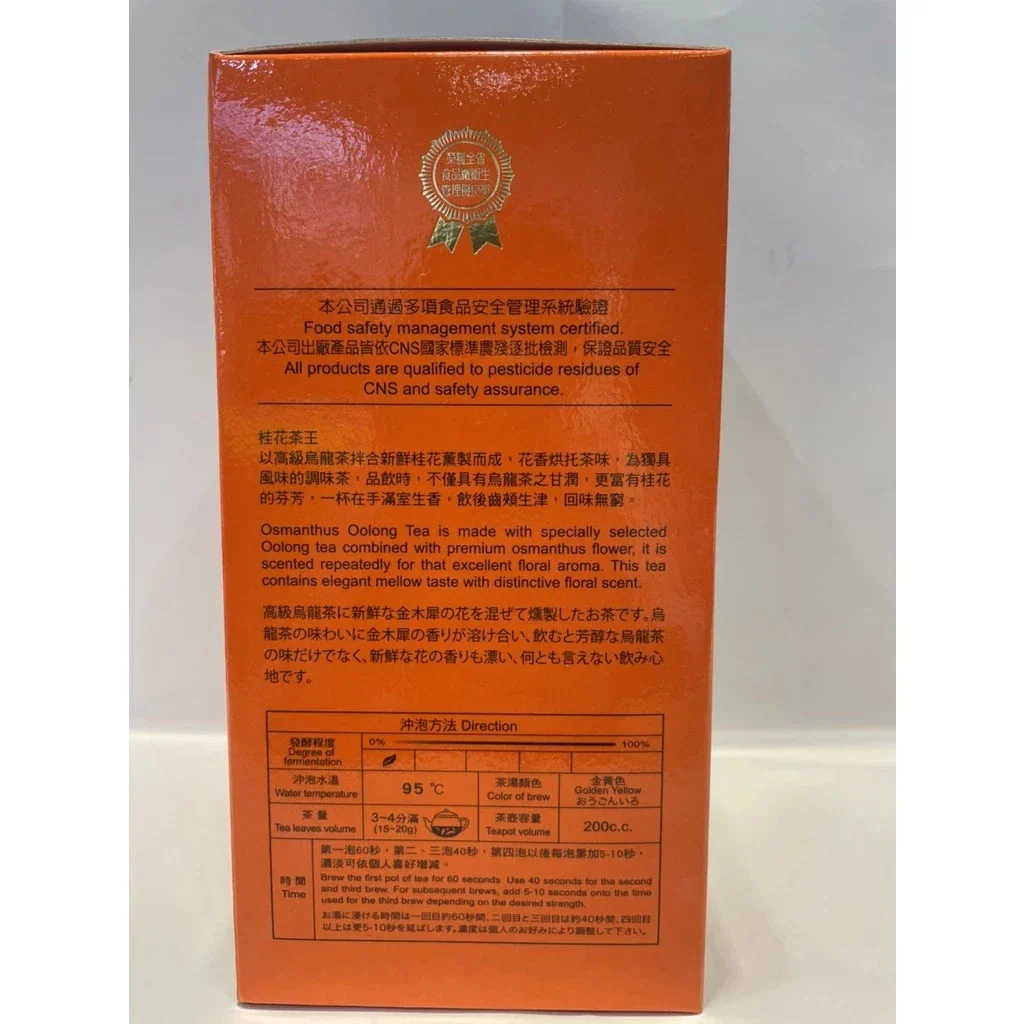 榮獲全省
食品廠衛生
管理
本公司通過多項食品安全管理系統驗證
Food safety management system certified.
本公司出廠產品皆依CNS國家標準農殘逐批檢測，保證品質安全
All products are qualified to pesticide residues of
CNS and safety assurance.
桂花茶王
以高級烏龍茶拌合新鮮桂花薰製而成，花香烘托茶味，為獨具
風味的調味茶，品飲時，不僅具有烏龍茶之甘潤，更富有桂花
的芬芳，一杯在手滿室生香，飲後齒頰生津，回味無窮。
Osmanthus Oolong Tea is made with specially selected
Oolong tea combined with premium osmanthus flower, it is
scented repeatedly for that excellent floral aroma. This tea
contains elegant mellow taste with distinctive floral scent.
高級烏龍茶に新鮮な金木犀の花を混ぜて燻製したお茶です。烏
龍茶の味わいに金木犀の香りが溶け合い、飲むと芳醇な烏龍茶
の味だけでなく、新鮮な花の香りも漂い、何とも言えない飲み心
地です。
沖泡方法 Direction
發酵程度
Degree of
fermentation
0% 100%
沖泡水溫
Water temperature
95 ℃
茶湯顏色
Color of brew
金黃色
Golden Yellow
おうごんいろ
茶量
Tea leaves volume
3~4分滿
(15~20g)
茶壺容量
Teapot volume
200c.c.
時間
Time
第一泡60秒，第二、三泡40秒，第四泡以後每泡累加5-10秒，
濃淡可依個人喜好增減。
Brew the first pot of tea for 60 seconds. Use 40 seconds for the second
and third brew. For subsequent brews, add 5-10 seconds onto the time
used for the third brew depending on the desired strength.
お湯に浸ける時間は一回目約60秒間、二回目と三回目は約40秒間、四回目
以上は更5-10秒を延ばします。濃度は個人のお好みにより調整して下さい。